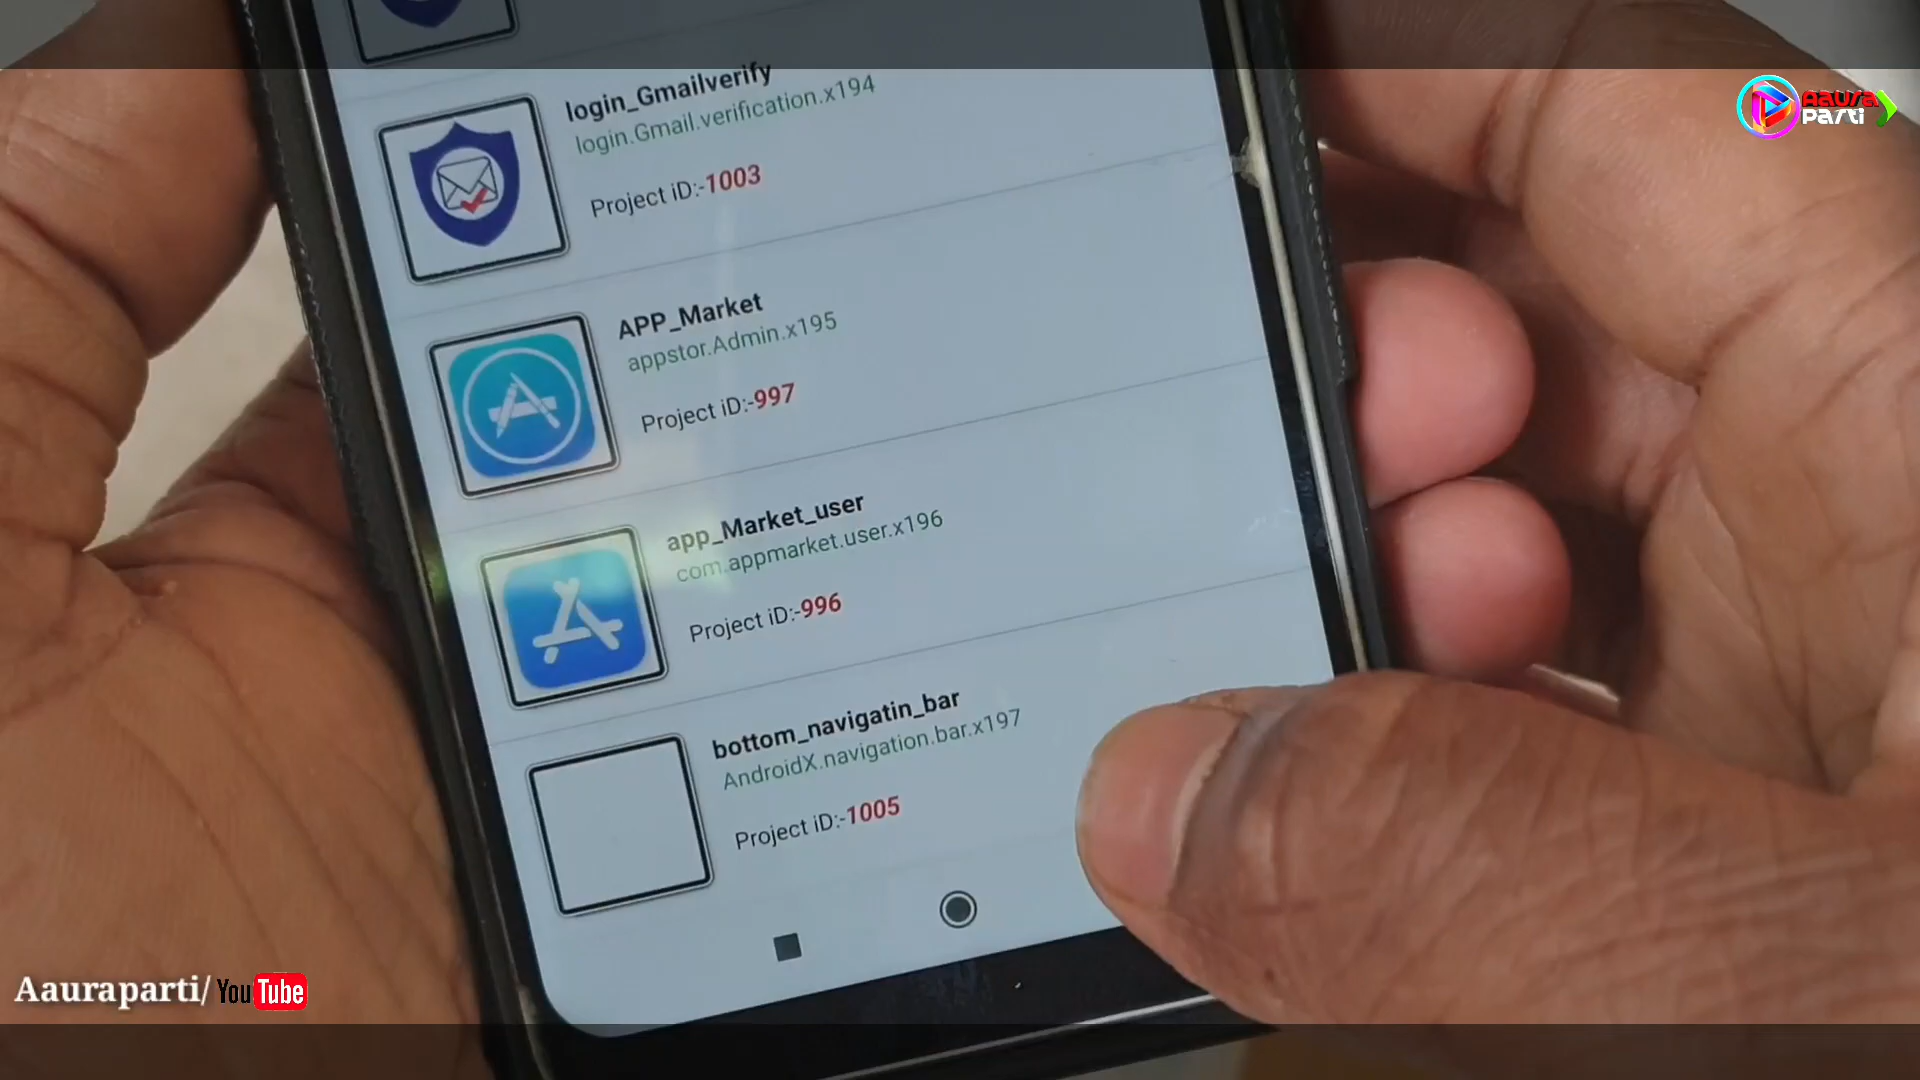 login_Gmailverify
login.Gmail.verification.x194
Project iD:-1003
APP_Market
appstor.Admin.x195
Project iD:-997
app_Market_user
com.appmarket.user.x196
Project iD:-996
bottom_navigatin_bar
AndroidX.navigation.bar.x197
Project iD:-1005
Aaura
parti
Aauraparti/YouTube